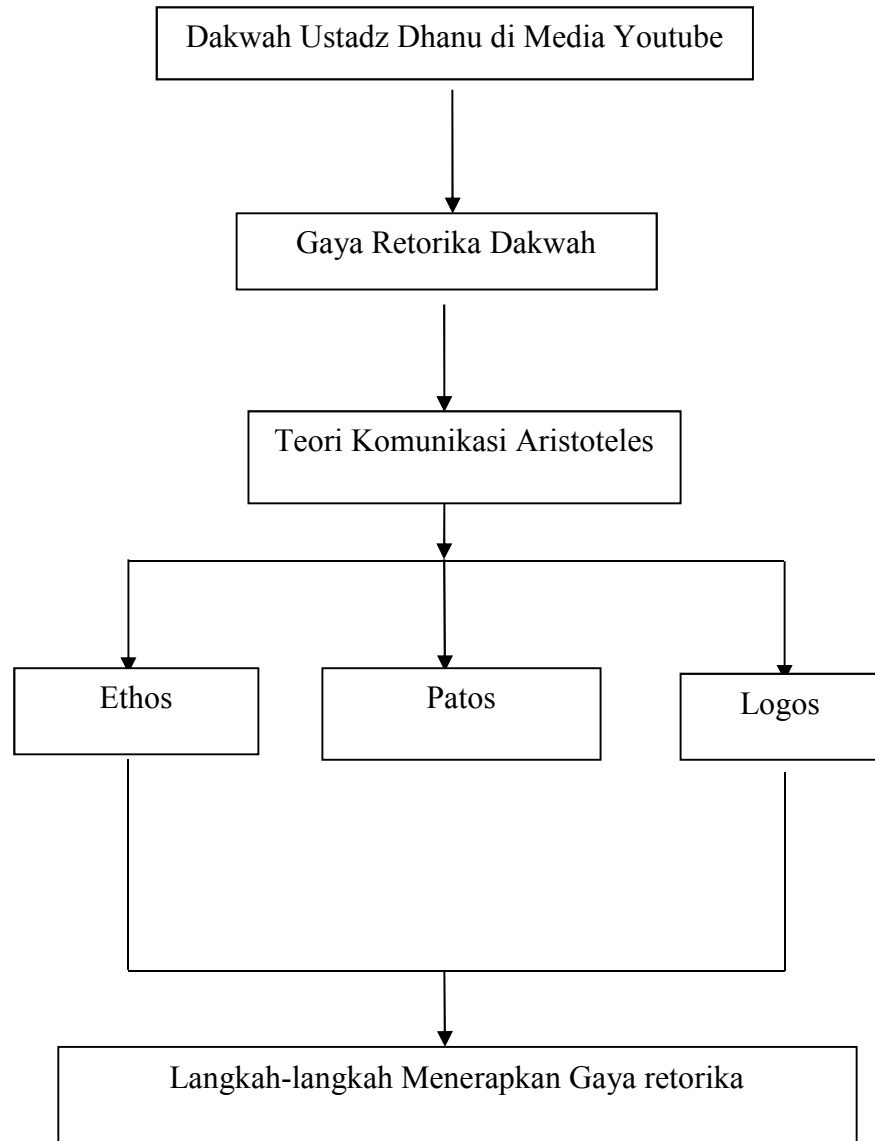 Dakwah Ustadz Dhanu di Media Youtube
Gaya Retorika Dakwah
Teori Komunikasi Aristoteles
Ethos
Patos
Logos
Langkah-langkah Menerapkan Gaya retorika